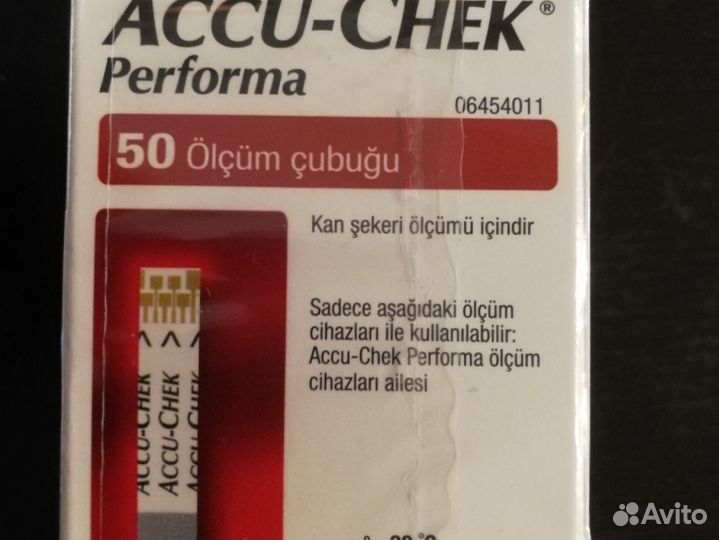 ACCU-CHEK®
Performa
06454011
50 Ölçüm çubuğu
Kan şekeri ölçümü içindir
Sadece aşağıdaki ölçüm
cihazları ile kullanılabilir:
Accu-Chek Performa ölçüm
cihazları ailesi
ACCU-CHEK
ACCU-CHEK
ACCU-CHEK
Avito